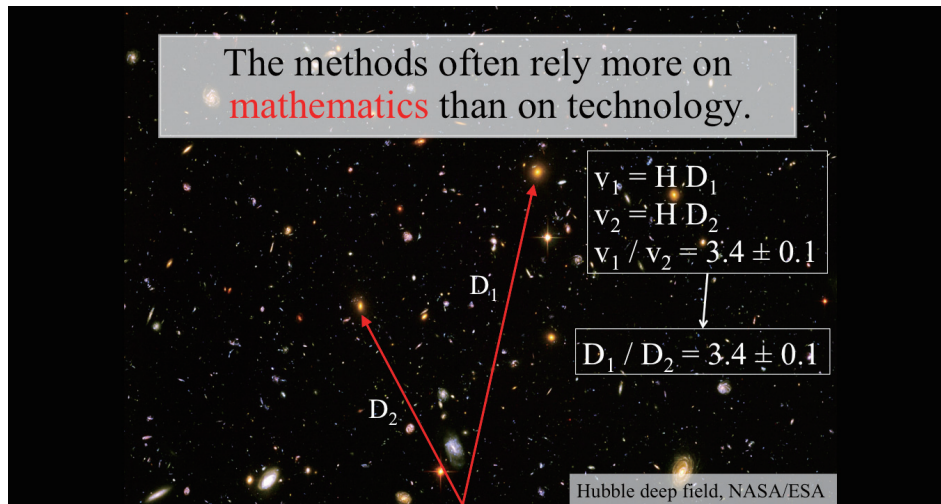 The methods often rely more on
mathematics than on technology.
v₁ = H D₁
v₂ = H D₂
v₁ / v₂ = 3.4 ± 0.1
D₁
D₁ / D₂ = 3.4 ± 0.1
D₂
Hubble deep field, NASA/ESA